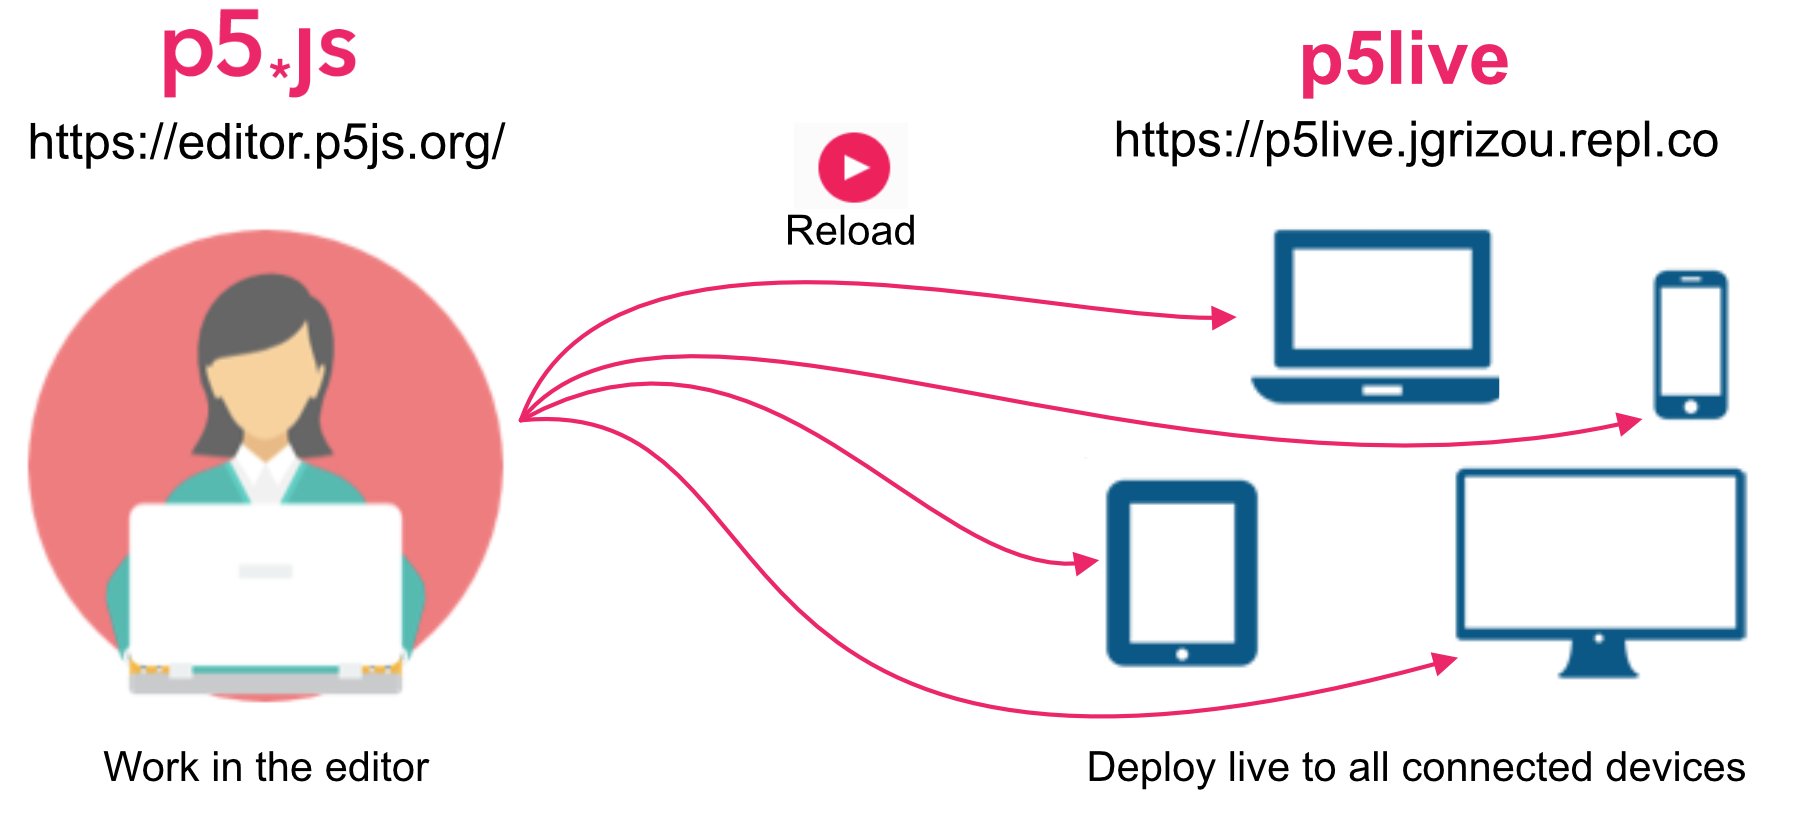 p5*js
https://editor.p5js.org/
p5live
https://p5live.jgrizou.repl.co
Reload
Work in the editor
Deploy live to all connected devices